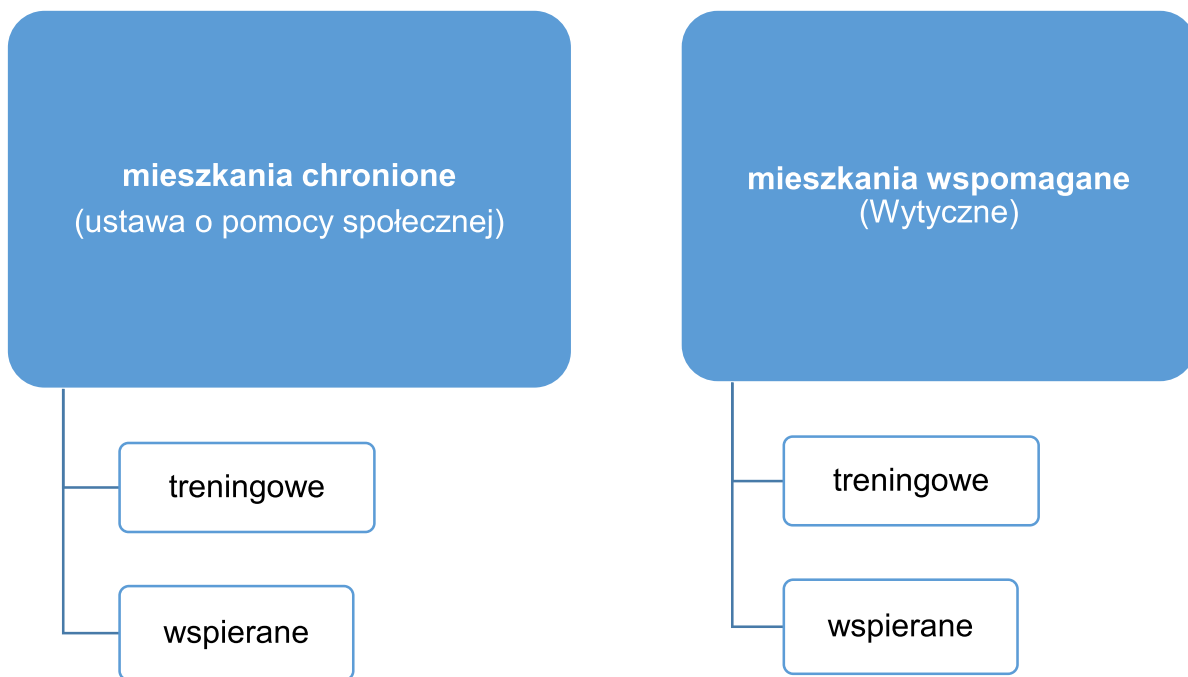 mieszkania chronione
(ustawa o pomocy społecznej)
treningowe
wspierane
mieszkania wspomagane
(Wytyczne)
treningowe
wspierane